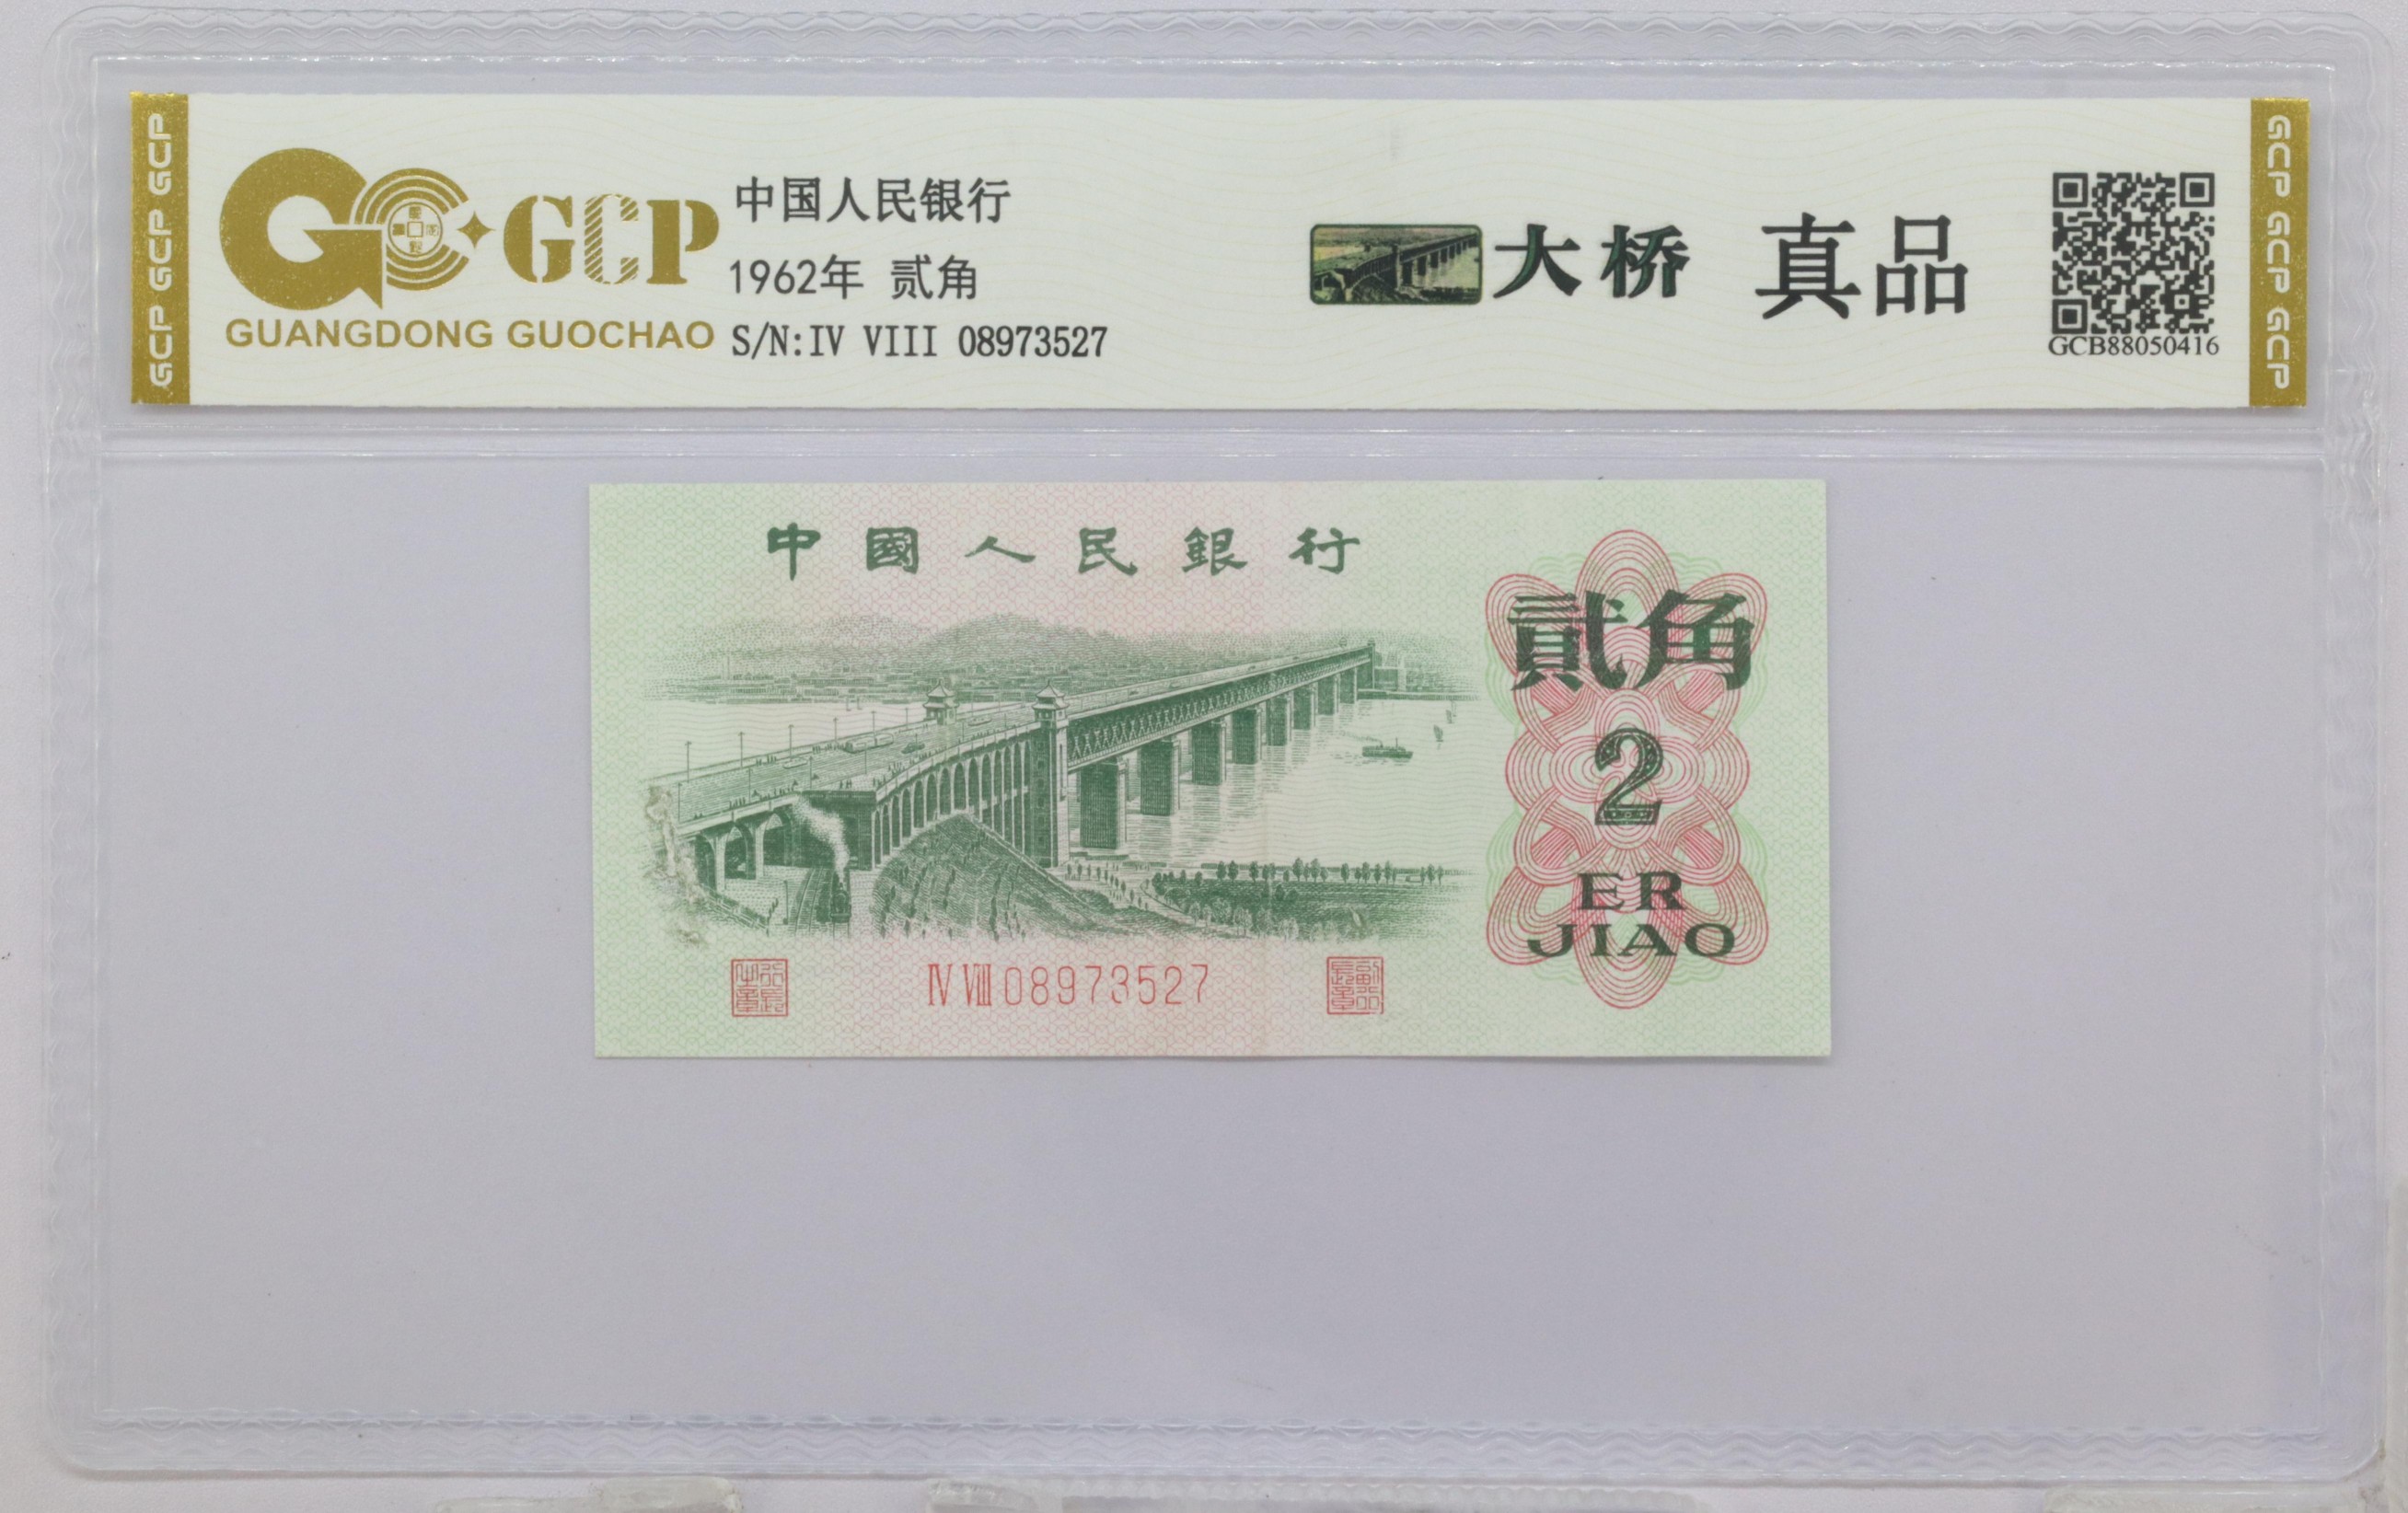 GCP GCP GCP
GCP
GUANGDONG GUOCHAO
中国人民银行
1962年 贰角
S/N:IV VIII 08973527
大桥 真品
GCB88050416
GCP GCP GCP
中國人民銀行
貳角
2
ER
JIAO
IV VIII 08973527